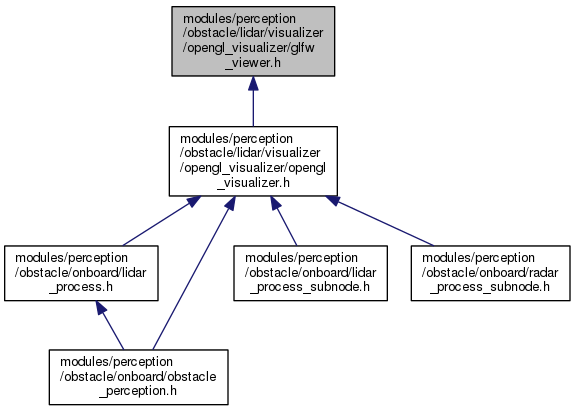 modules/perception
/obstacle/lidar/visualizer
/opengl_visualizer/glfw
_viewer.h
modules/perception
/obstacle/lidar/visualizer
/opengl_visualizer/opengl
_visualizer.h
modules/perception
/obstacle/onboard/lidar
_process.h
modules/perception
/obstacle/onboard/lidar
_process_subnode.h
modules/perception
/obstacle/onboard/radar
_process_subnode.h
modules/perception
/obstacle/onboard/obstacle
_perception.h